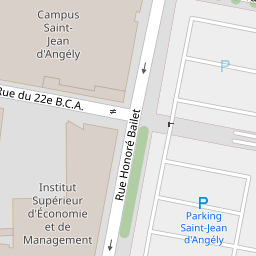 Campus
Saint-
Jean
d'Angély
P
Rue du 22e B.C.A.
Rue Honoré Bailet
Institut
Supérieur
d'Économie
et de
Management
P
Parking
Saint-Jean
d'Angély